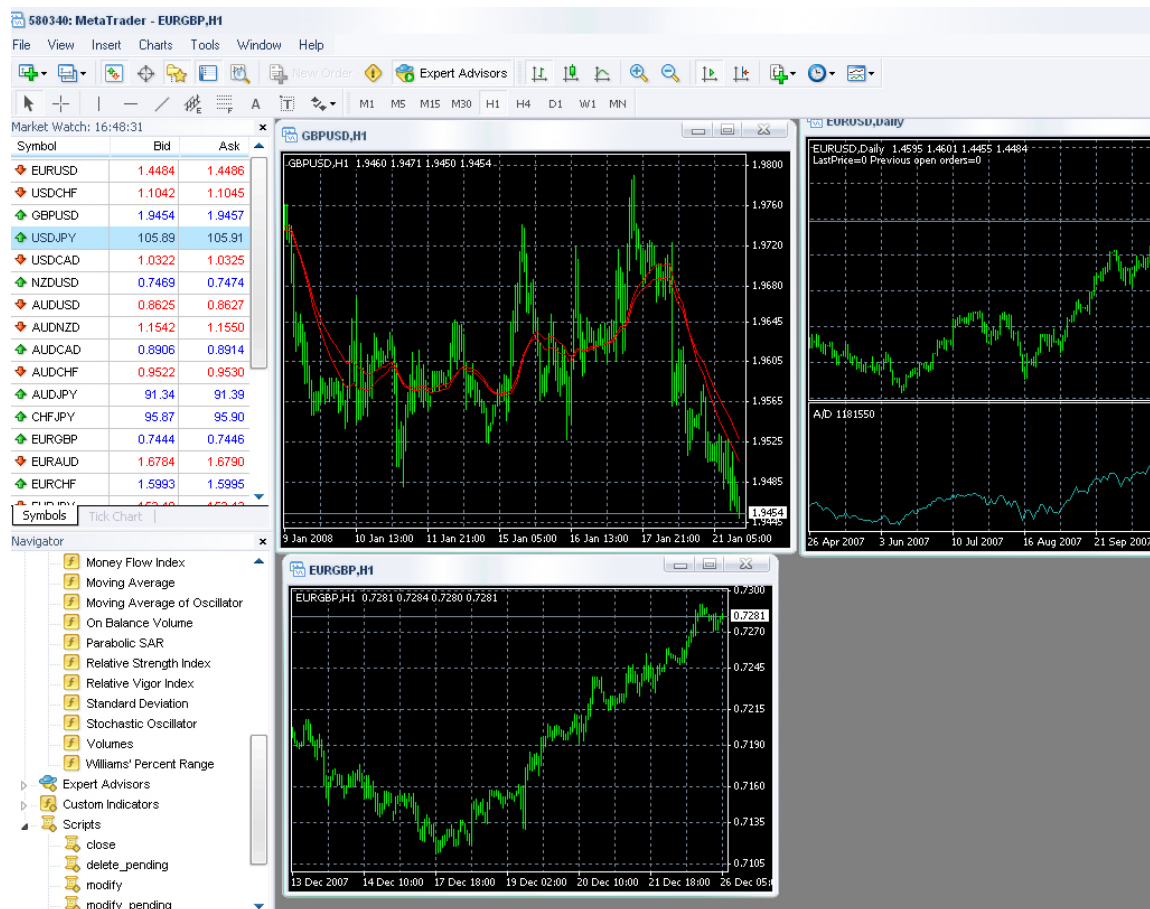 580340: MetaTrader - EURGBP,H1
File View Insert Charts Tools Window Help
New Order Expert Advisors
A T M1 M5 M15 M30 H1 H4 D1 W1 MN
Market Watch: 16:48:31
Symbol Bid Ask
EURUSD 1.4484 1.4486
USDCHF 1.1042 1.1045
GBPUSD 1.9454 1.9457
USDJPY 105.89 105.91
USDCAD 1.0322 1.0325
NZDUSD 0.7469 0.7474
AUDUSD 0.8625 0.8627
AUDNZD 1.1542 1.1550
AUDCAD 0.8906 0.8914
AUDCHF 0.9522 0.9530
AUDJPY 91.34 91.39
CHFJPY 95.87 95.90
EURGBP 0.7444 0.7446
EURAUD 1.6784 1.6790
EURCHF 1.5993 1.5995
Symbols Tick Chart
Navigator
Money Flow Index
Moving Average
Moving Average of Oscillator
On Balance Volume
Parabolic SAR
Relative Strength Index
Relative Vigor Index
Standard Deviation
Stochastic Oscillator
Volumes
Williams' Percent Range
Expert Advisors
Custom Indicators
Scripts
close
delete_pending
modify
modify_pending
GBPUSD,H1
GBPUSD,H1 1.9460 1.9471 1.9450 1.9454
1.9800
1.9760
1.9720
1.9680
1.9645
1.9605
1.9565
1.9525
1.9485
1.9454
1.9445
9 Jan 2008 10 Jan 13:00 11 Jan 21:00 15 Jan 05:00 16 Jan 13:00 17 Jan 21:00 21 Jan 05:00
EURUSD,Daily
EURUSD,Daily 1.4595 1.4601 1.4455 1.4484
LastPrice=0 Previous open orders=0
A/D 1181550
26 Apr 2007 3 Jun 2007 10 Jul 2007 16 Aug 2007 21 Sep 2007
EURGBP,H1
EURGBP,H1 0.7281 0.7284 0.7280 0.7281
0.7300
0.7281
0.7270
0.7245
0.7215
0.7190
0.7160
0.7135
0.7105
13 Dec 2007 14 Dec 10:00 17 Dec 18:00 19 Dec 02:00 20 Dec 10:00 21 Dec 18:00 26 Dec 05: